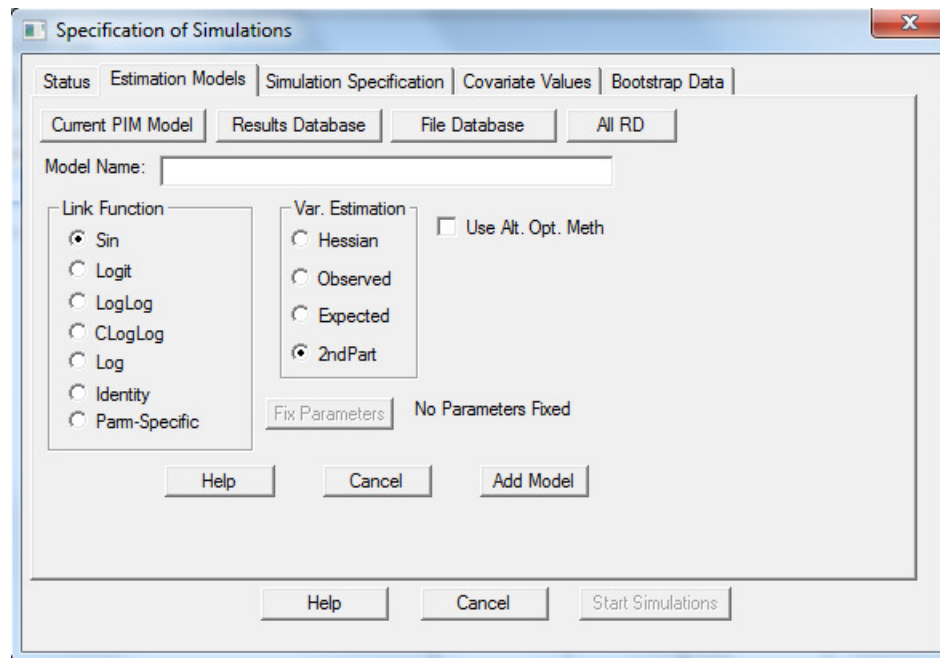 Specification of Simulations
Status Estimation Models Simulation Specification Covariate Values Bootstrap Data
Current PIM Model Results Database File Database All RD
Model Name:
Link Function
Sin
Logit
LogLog
CLogLog
Log
Identity
Parm-Specific
Var. Estimation
Hessian
Observed
Expected
2ndPart
Use Alt. Opt. Meth
Fix Parameters No Parameters Fixed
Help Cancel Add Model
Help Cancel Start Simulations